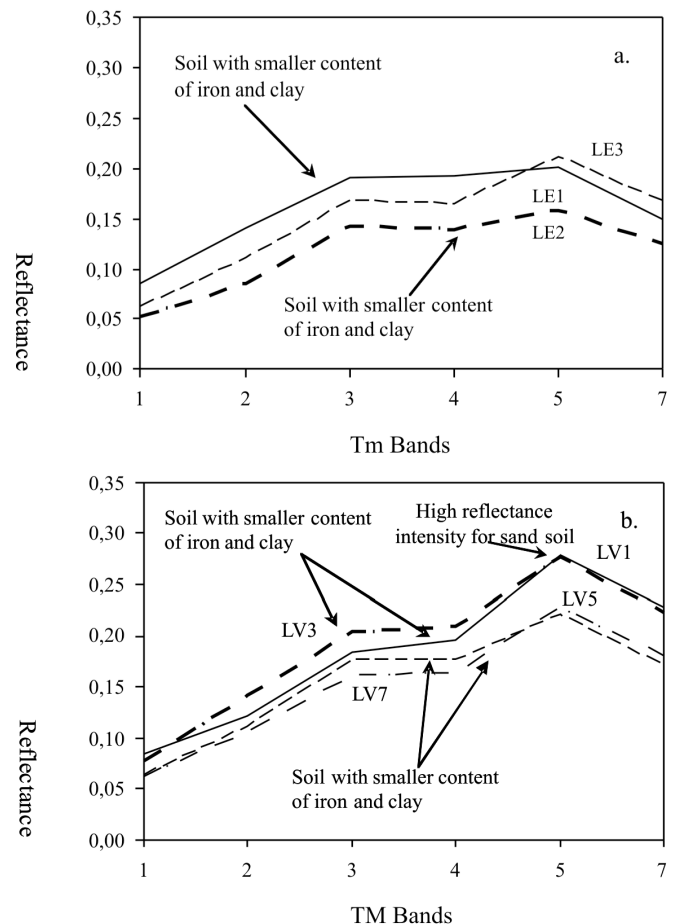 0,35
0,30
0,25
0,20
0,15
0,10
0,05
0,00
Reflectance
a.
Soil with smaller content
of iron and clay
LE3
LE1
LE2
Soil with smaller content
of iron and clay
1 2 3 4 5 7
Tm Bands
0,35
0,30
0,25
0,20
0,15
0,10
0,05
0,00
Reflectance
b.
Soil with smaller content
of iron and clay
High reflectance
intensity for sand soil
LV1
LV5
LV3
LV7
Soil with smaller content
of iron and clay
1 2 3 4 5 7
TM Bands